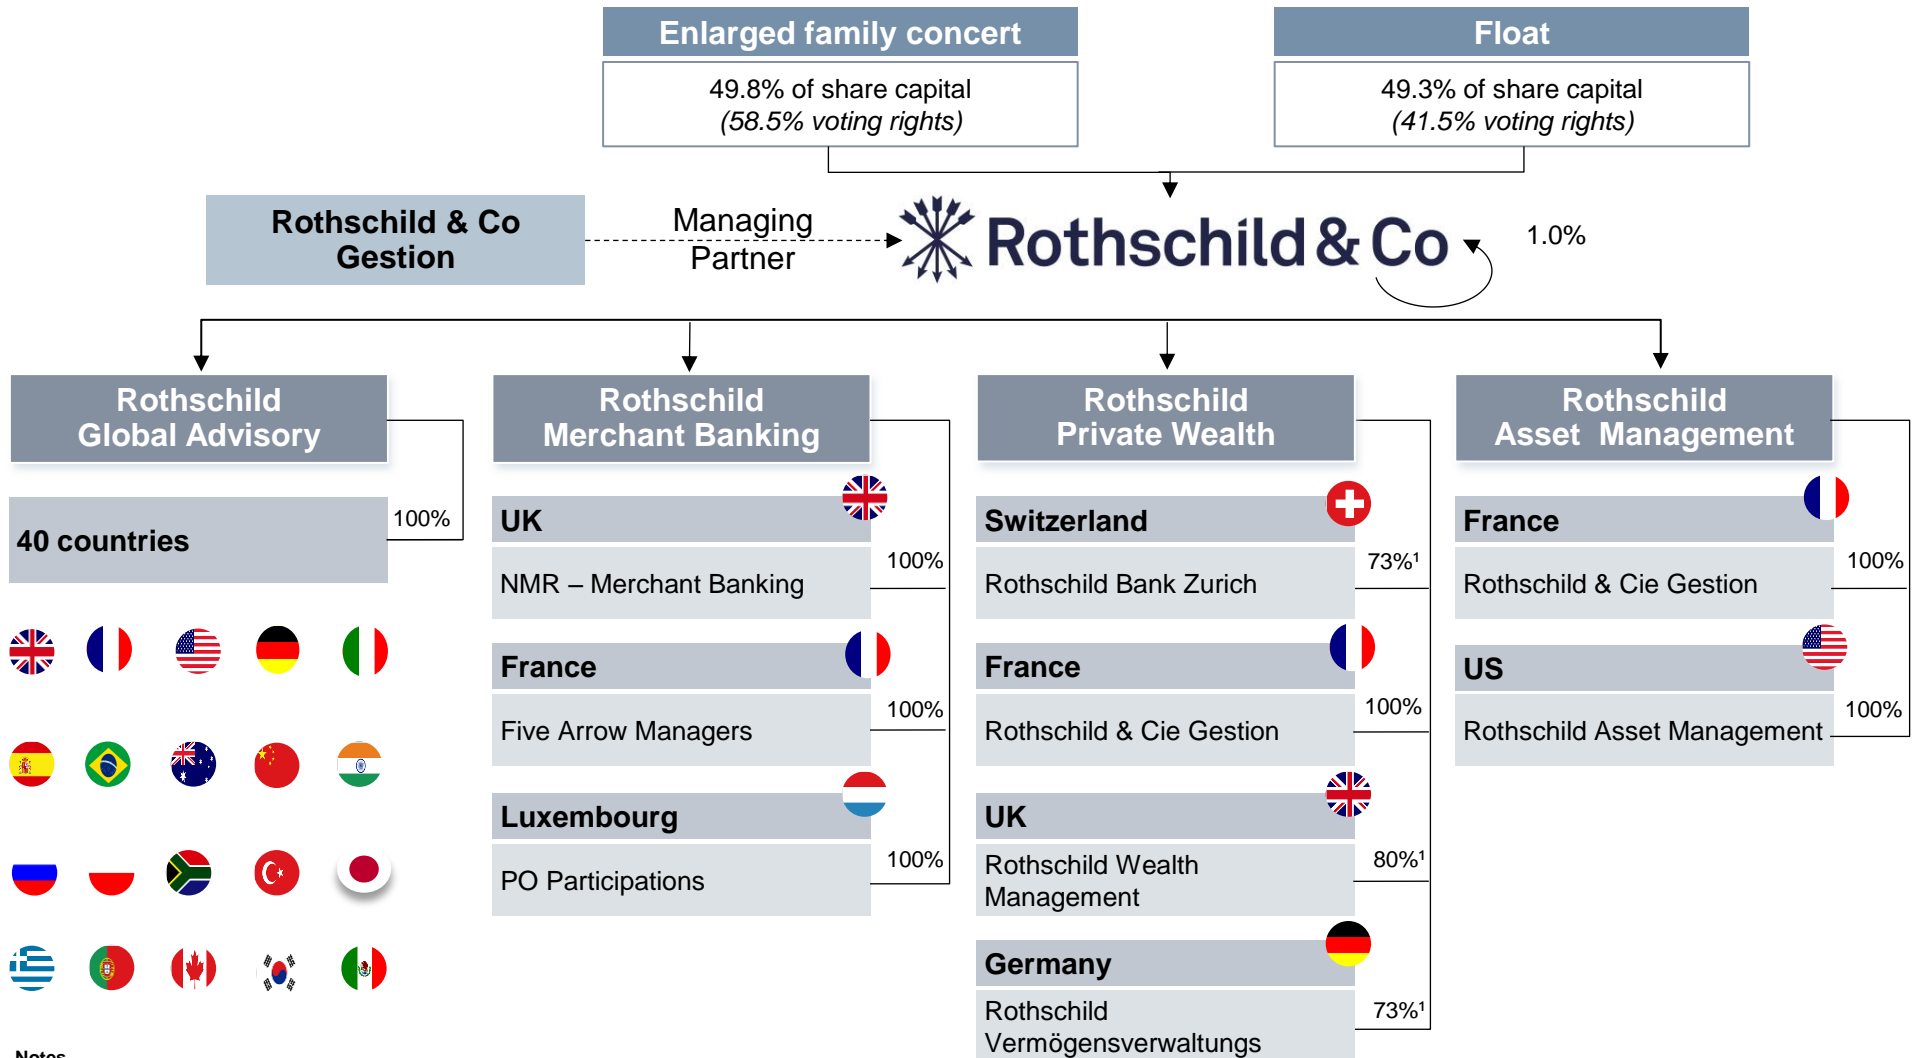 Enlarged family concert
49.8% of share capital
(58.5% voting rights)
Float
49.3% of share capital
(41.5% voting rights)
Rothschild & Co
Gestion
Managing
Partner
Rothschild & Co
1.0%
Rothschild
Global Advisory
100%
40 countries
Rothschild
Merchant Banking
UK
100%
NMR – Merchant Banking
France
100%
Five Arrow Managers
Luxembourg
100%
PO Participations
Rothschild
Private Wealth
Switzerland
73%¹
Rothschild Bank Zurich
France
100%
Rothschild & Cie Gestion
UK
80%¹
Rothschild Wealth
Management
Germany
73%¹
Rothschild
Vermögensverwaltungs
Rothschild
Asset Management
France
100%
Rothschild & Cie Gestion
US
100%
Rothschild Asset Management
Notes